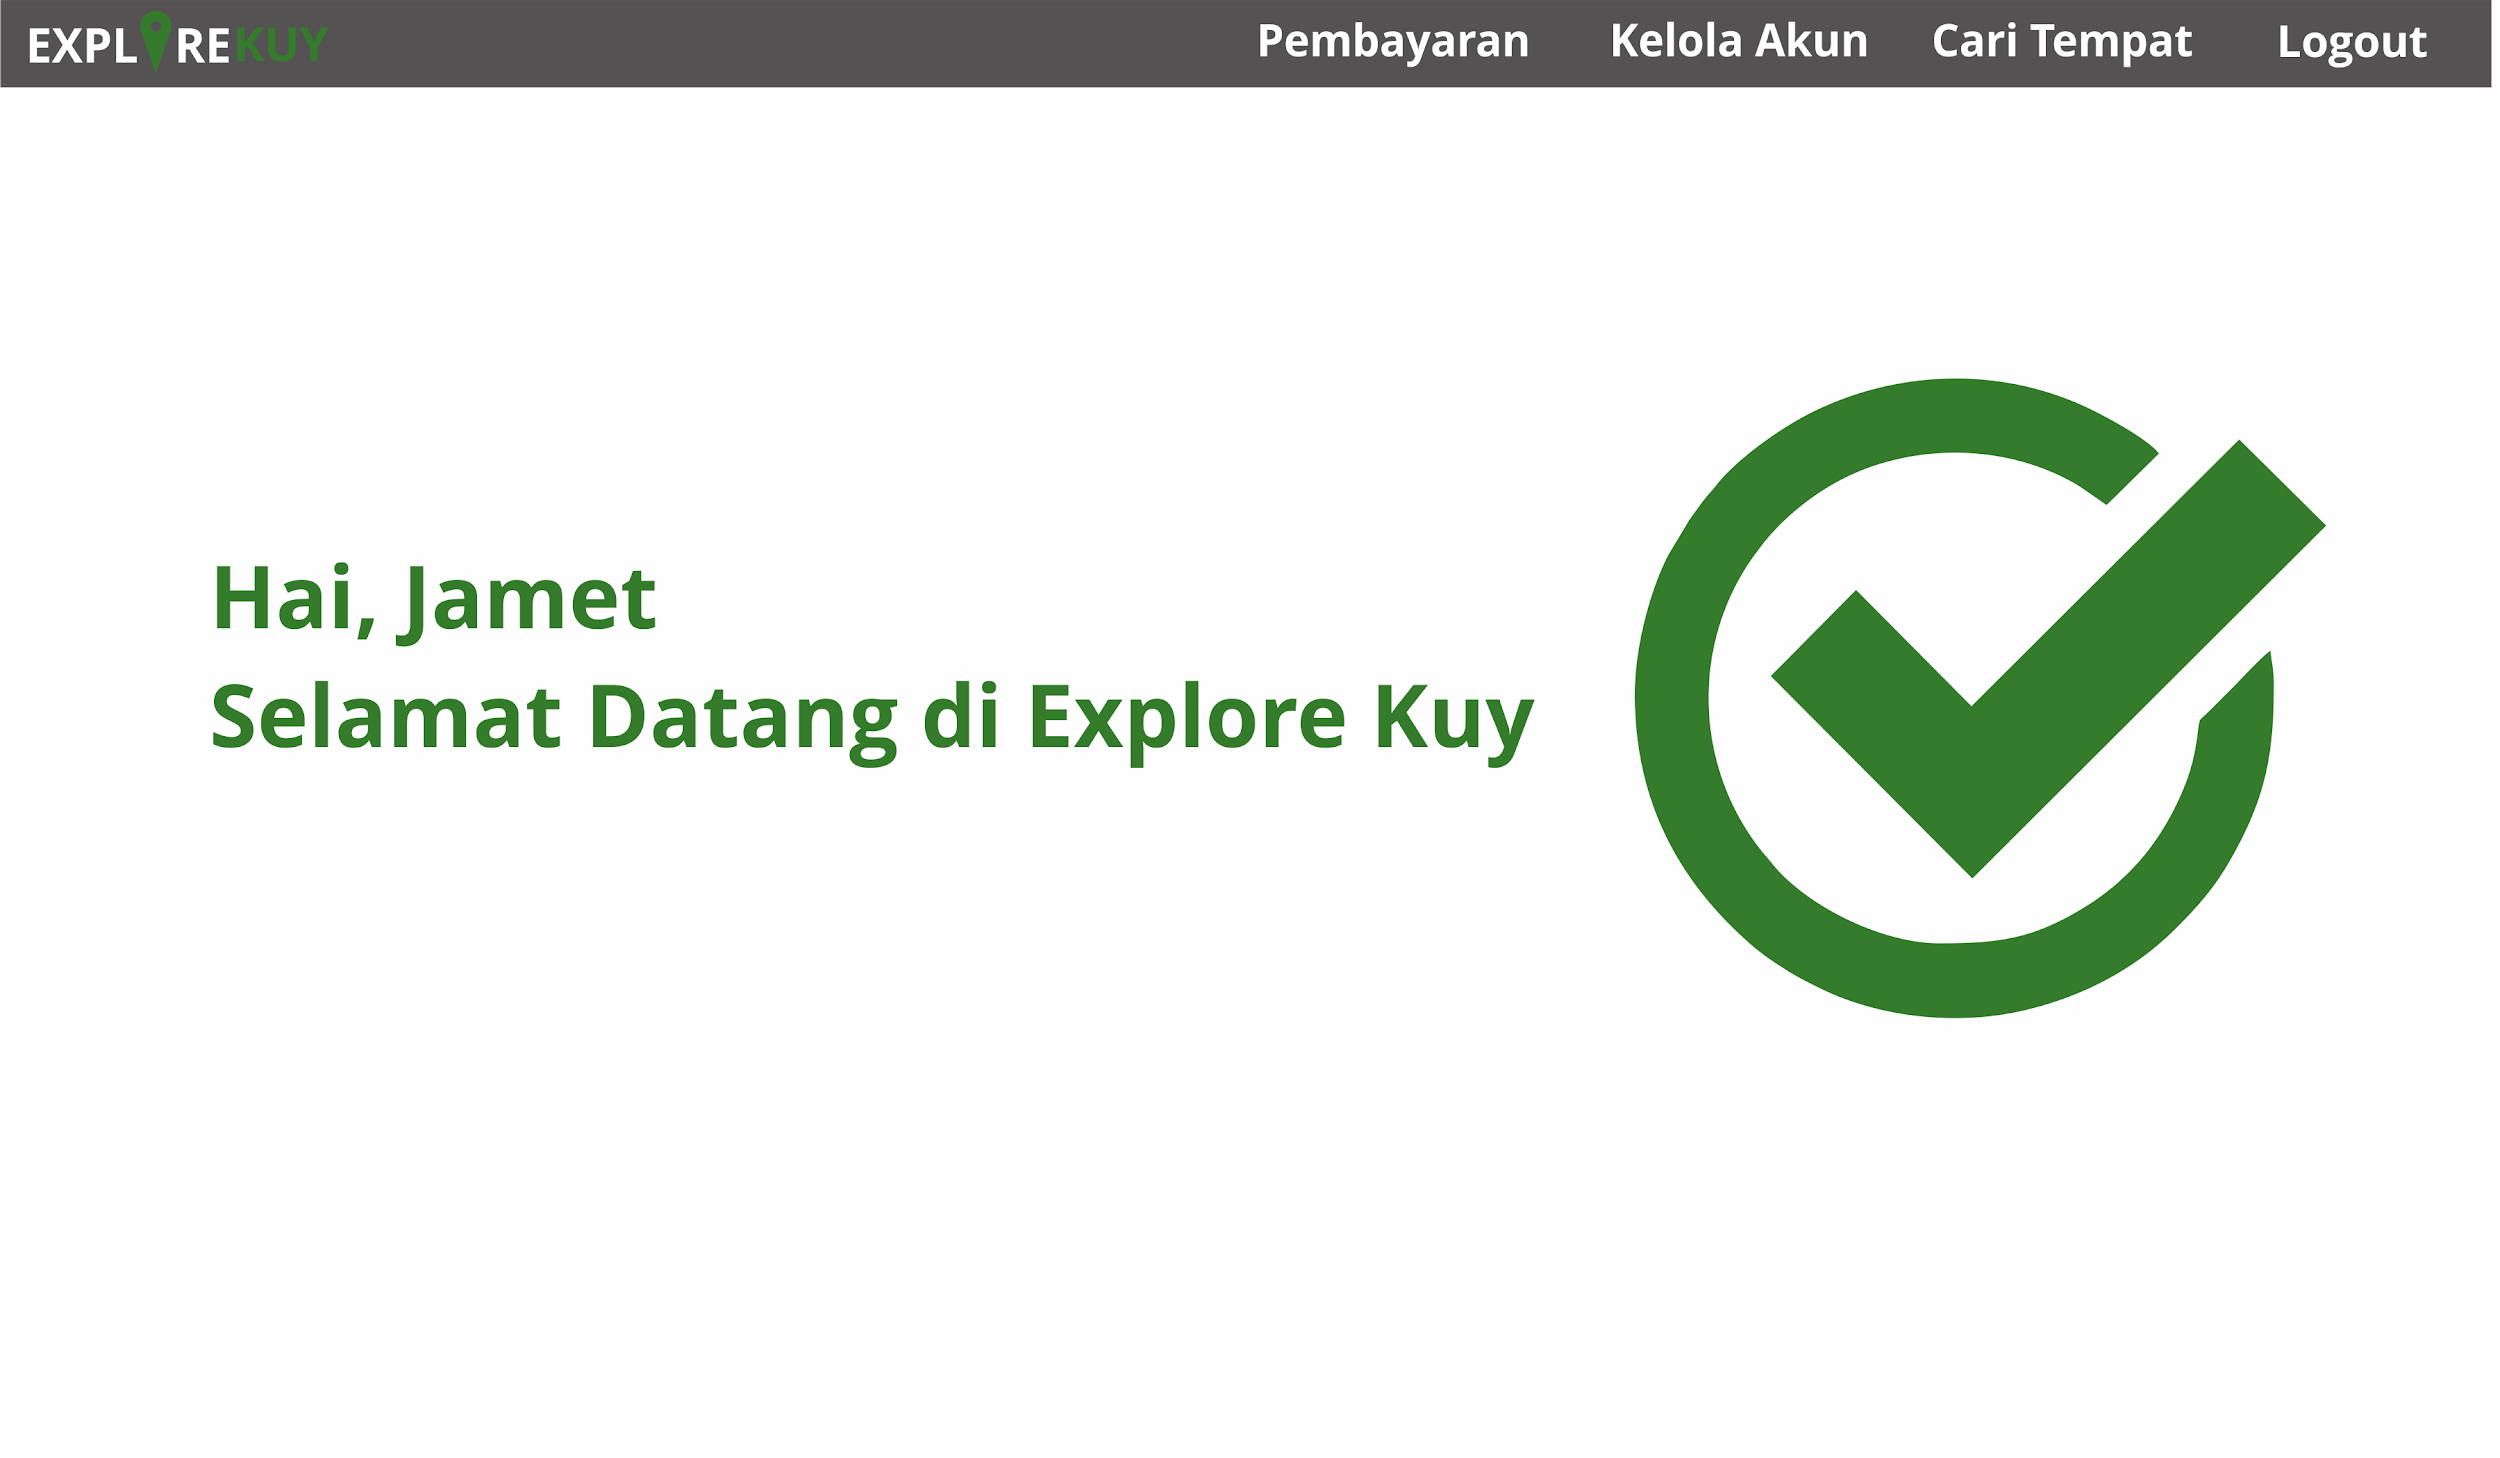 EXPLOREKUY Pembayaran Kelola Akun Cari Tempat Logout
Hai, Jamet
Selamat Datang di Explore Kuy